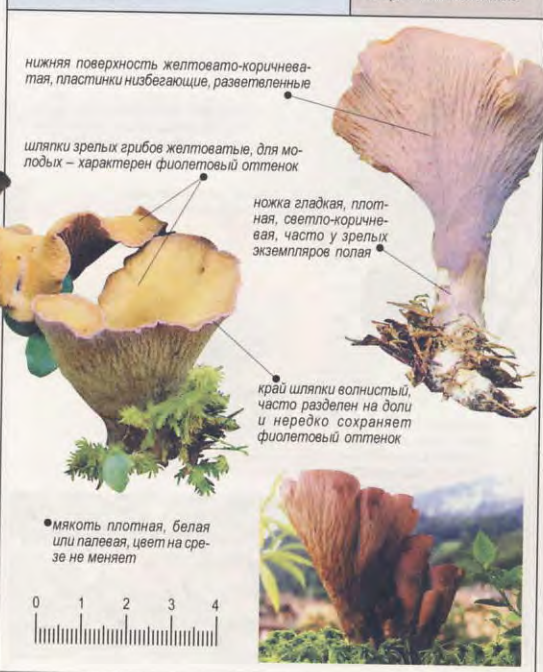 нижняя поверхность желтовато-коричнева-
тая, пластинки низбегающие, разветвленные
шляпки зрелых грибов желтоватые, для мо-
лодых – характерен фиолетовый оттенок
ножка гладкая, плот-
ная, светло-коричне-
вая, часто у зрелых
экземпляров полая
край шляпки волнистый,
часто разделен на доли
и нередко сохраняет
фиолетовый оттенок
мякоть плотная, белая
или палевая, цвет на сре-
зе не меняет
0 1 2 3 4